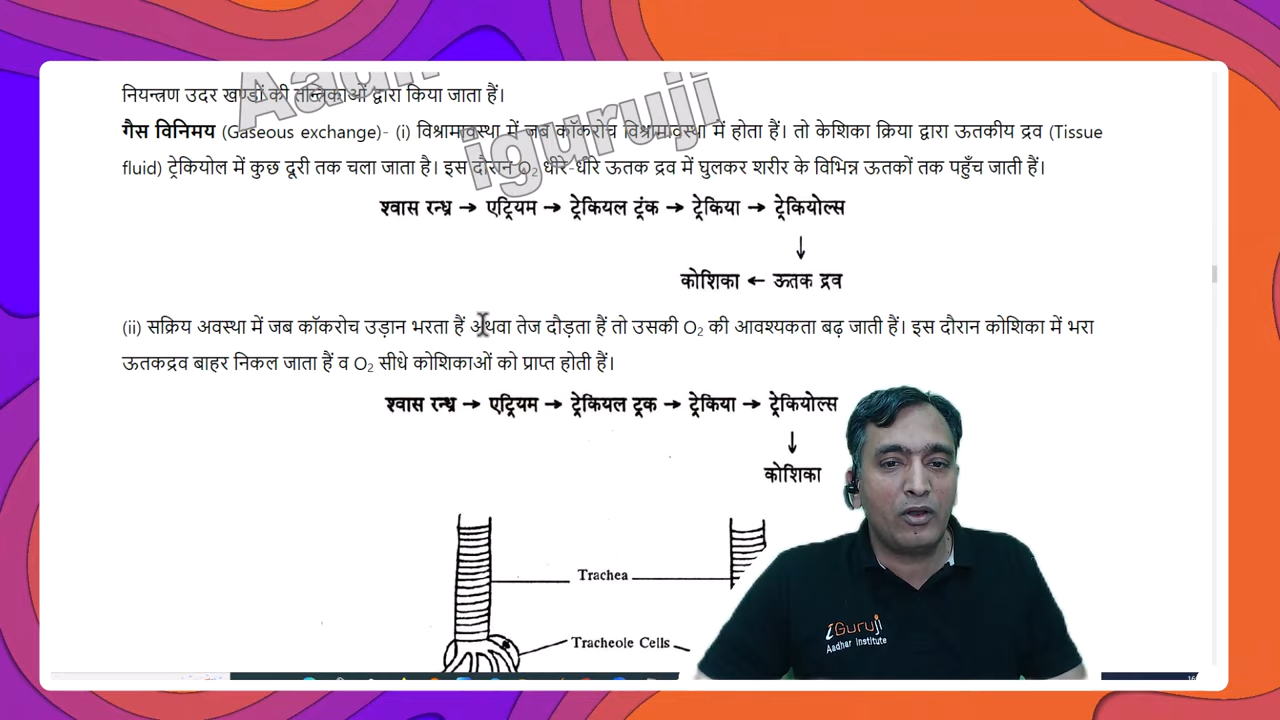 नियन्त्रण उदर खण्डों की तान्त्रिकाओं द्वारा किया जाता हैं।
गैस विनिमय (Gaseous exchange)- (i) विश्रामावस्था में जब कॉकरोच विश्रामावस्था में होता हैं। तो केशिका क्रिया द्वारा ऊतकीय द्रव (Tissue
fluid) ट्रेकियोल में कुछ दूरी तक चला जाता है। इस दौरान O₂ धीरे-धीरे ऊतक द्रव में घुलकर शरीर के विभिन्न ऊतकों तक पहुँच जाती हैं।
iguruji
श्वास रन्ध्र → एट्रियम → ट्रेकियल ट्रंक → ट्रेकिया → ट्रेकियोल्स
↓
कोशिका ← ऊतक द्रव
(ii) सक्रिय अवस्था में जब कॉकरोच उड़ान भरता हैं अथवा तेज दौड़ता हैं तो उसकी O₂ की आवश्यकता बढ़ जाती हैं। इस दौरान कोशिका में भरा
ऊतकद्रव बाहर निकल जाता हैं व O₂ सीधे कोशिकाओं को प्राप्त होती हैं।
श्वास रन्ध्र → एट्रियम → ट्रेकियल ट्रक → ट्रेकिया → ट्रेकियोल्स
↓
कोशिका
Trachea
Tracheole Cells
iGuruji
Aadhar Institute